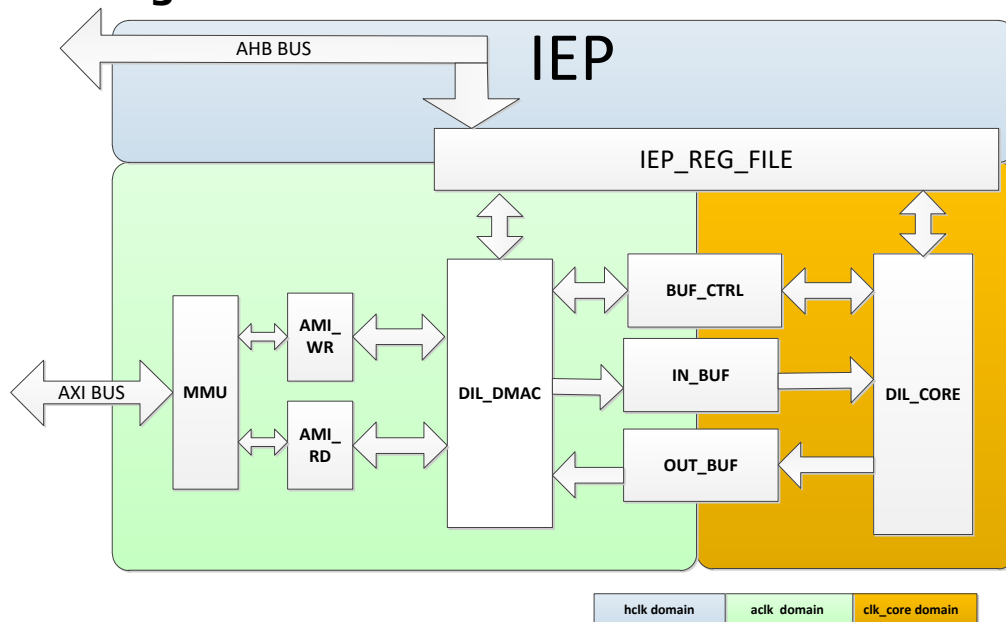 AHB BUS
IEP
IEP_REG_FILE
BUF_CTRL
AMI_
WR
IN_BUF
AXI BUS
MMU
DIL_DMAC
DIL_CORE
AMI_
RD
OUT_BUF
hclk domain
aclk domain
clk_core domain